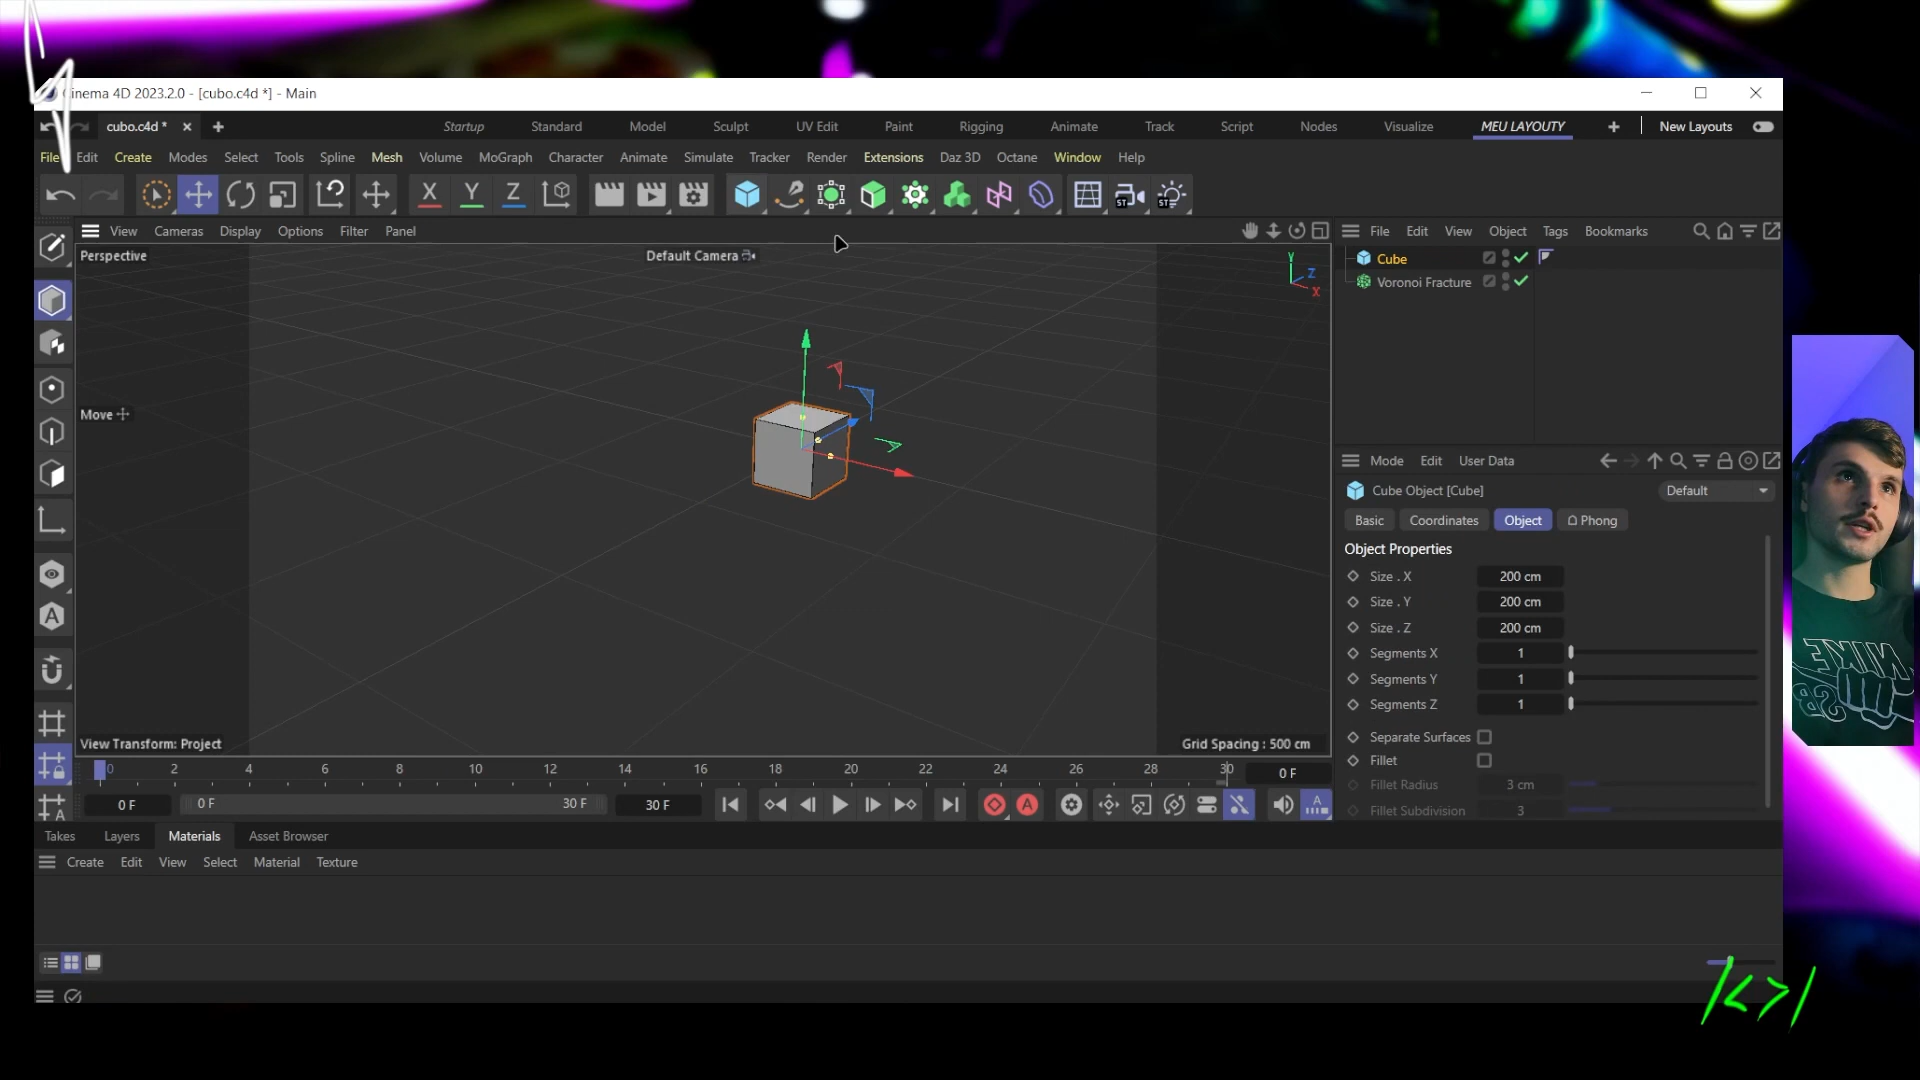 Cinema 4D 2023.2.0 - [cubo.c4d *] - Main
cubo.c4d *
Startup Standard Model Sculpt UV Edit Paint Rigging Animate Track Script Nodes Visualize MEU LAYOUTY New Layouts
File Edit Create Modes Select Tools Spline Mesh Volume MoGraph Character Animate Simulate Tracker Render Extensions Daz 3D Octane Window Help
X Y Z
ST ST
View Cameras Display Options Filter Panel
File Edit View Object Tags Bookmarks
Perspective
Default Camera
Y Z X
Cube
Voronoi Fracture
Move
Mode Edit User Data
Cube Object [Cube]
Default
Basic Coordinates Object Phong
Object Properties
Size . X 200 cm
Size . Y 200 cm
Size . Z 200 cm
Segments X 1
Segments Y 1
Segments Z 1
Separate Surfaces
Fillet
Fillet Radius 3 cm
Fillet Subdivision 3
View Transform: Project
Grid Spacing : 500 cm
0 2 4 6 8 10 12 14 16 18 20 22 24 26 28 30 0 F
0 F 0 F 30 F 30 F
A A
Takes Layers Materials Asset Browser
Create Edit View Select Material Texture
NIKE
SB